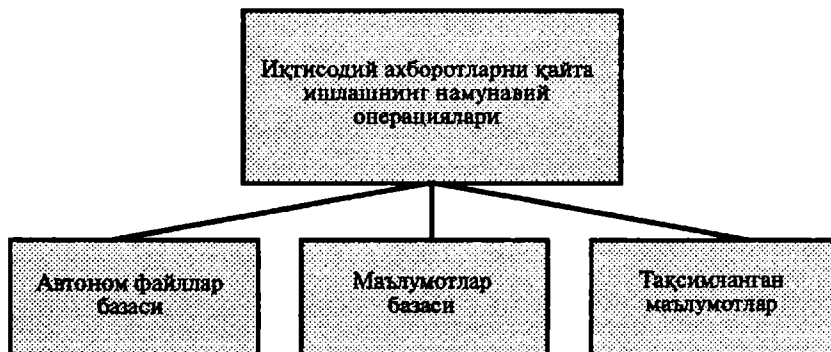 Иқтисодий ахборотларни қайта
ишлашнинг намунавий
операциялари
Автоном файллар
базаси
Маълумотлар
базаси
Тақсимланган
маълумотлар